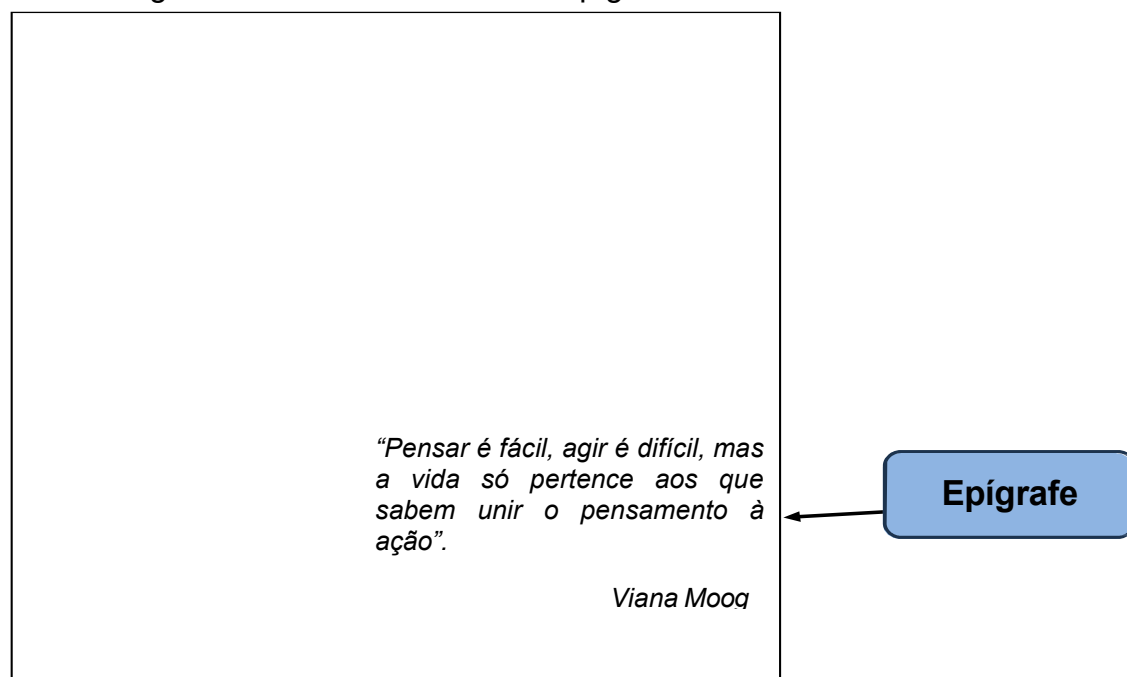 “Pensar é fácil, agir é difícil, mas
a vida só pertence aos que
sabem unir o pensamento à
ação”.
Viana Moog
Epígrafe